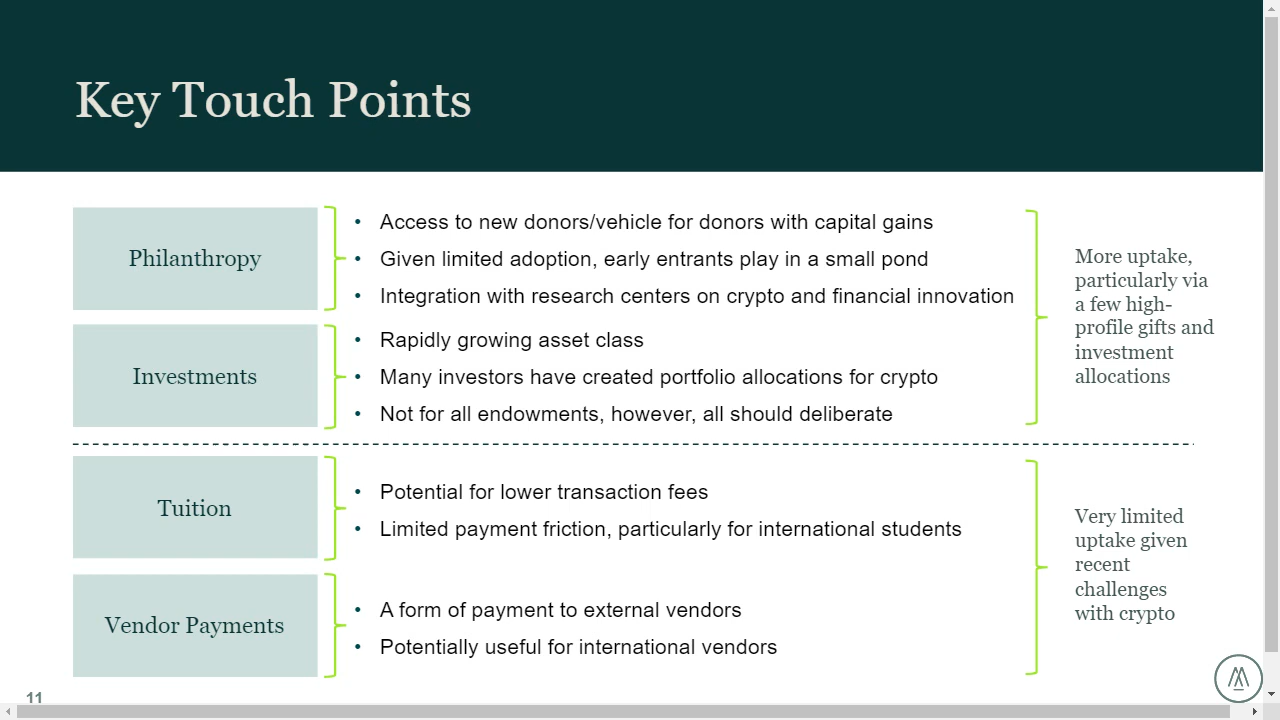 Key Touch Points
Philanthropy
• Access to new donors/vehicle for donors with capital gains
• Given limited adoption, early entrants play in a small pond
• Integration with research centers on crypto and financial innovation
Investments
• Rapidly growing asset class
• Many investors have created portfolio allocations for crypto
• Not for all endowments, however, all should deliberate
More uptake,
particularly via
a few high-
profile gifts and
investment
allocations
Tuition
• Potential for lower transaction fees
• Limited payment friction, particularly for international students
Vendor Payments
• A form of payment to external vendors
• Potentially useful for international vendors
Very limited
uptake given
recent
challenges
with crypto
11